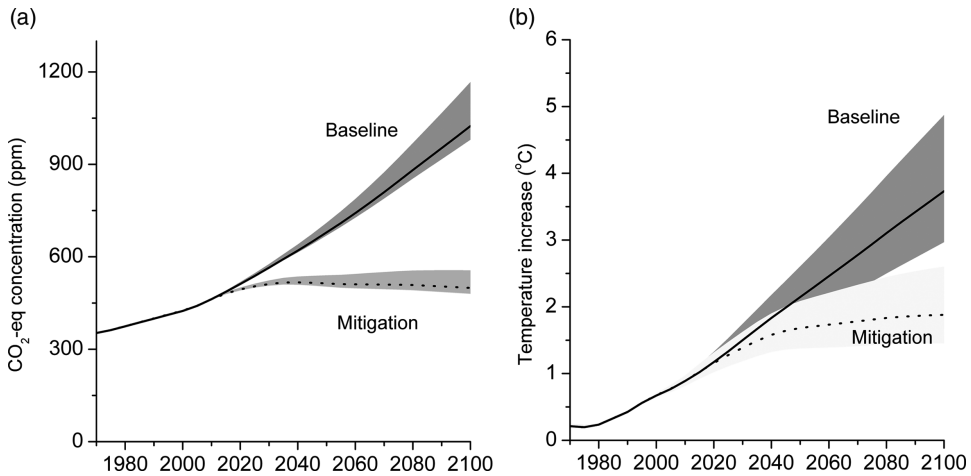 (a)
CO2-eq concentration (ppm)
1200
900
600
300
0
Baseline
Mitigation
1980 2000 2020 2040 2060 2080 2100
(b)
Temperature increase (°C)
6
5
4
3
2
1
0
Baseline
Mitigation
1980 2000 2020 2040 2060 2080 2100